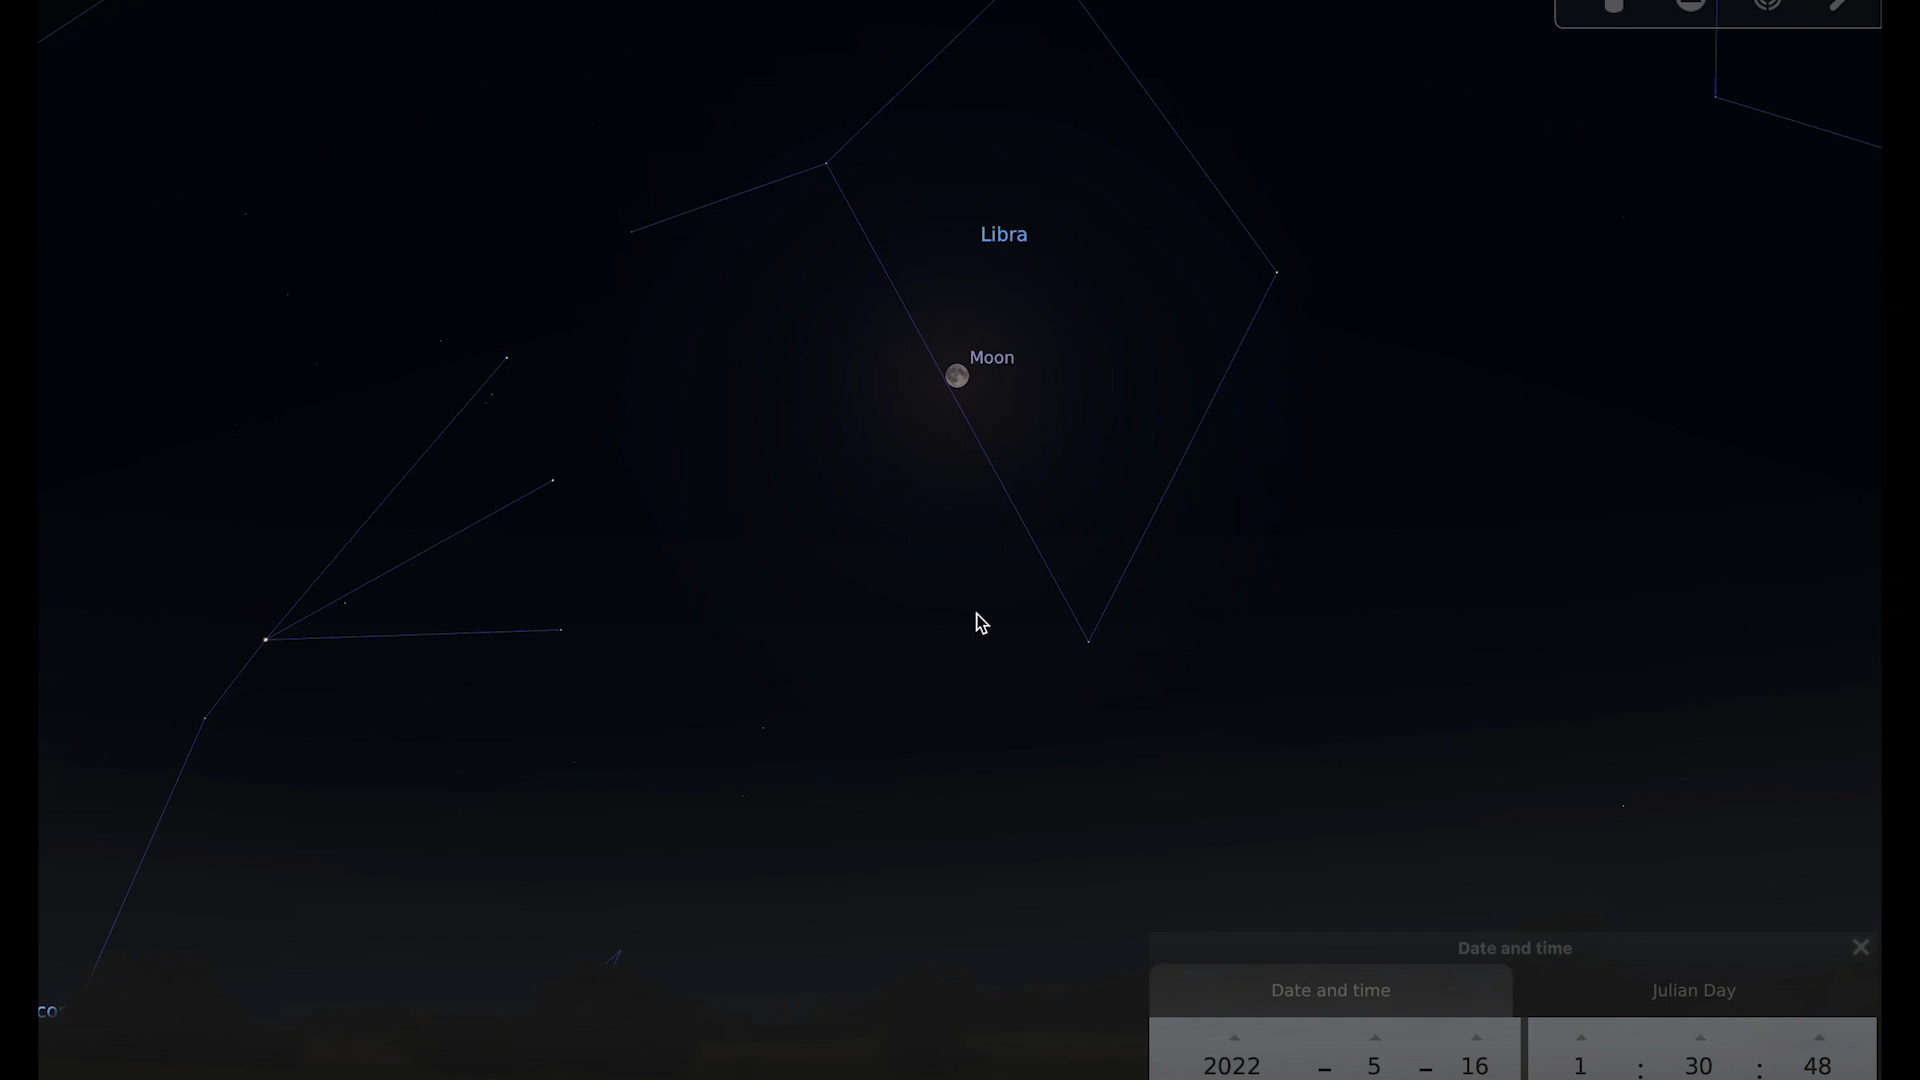 Libra
Moon
Date and time
Date and time Julian Day
2022 – 5 – 16 1 : 30 : 48